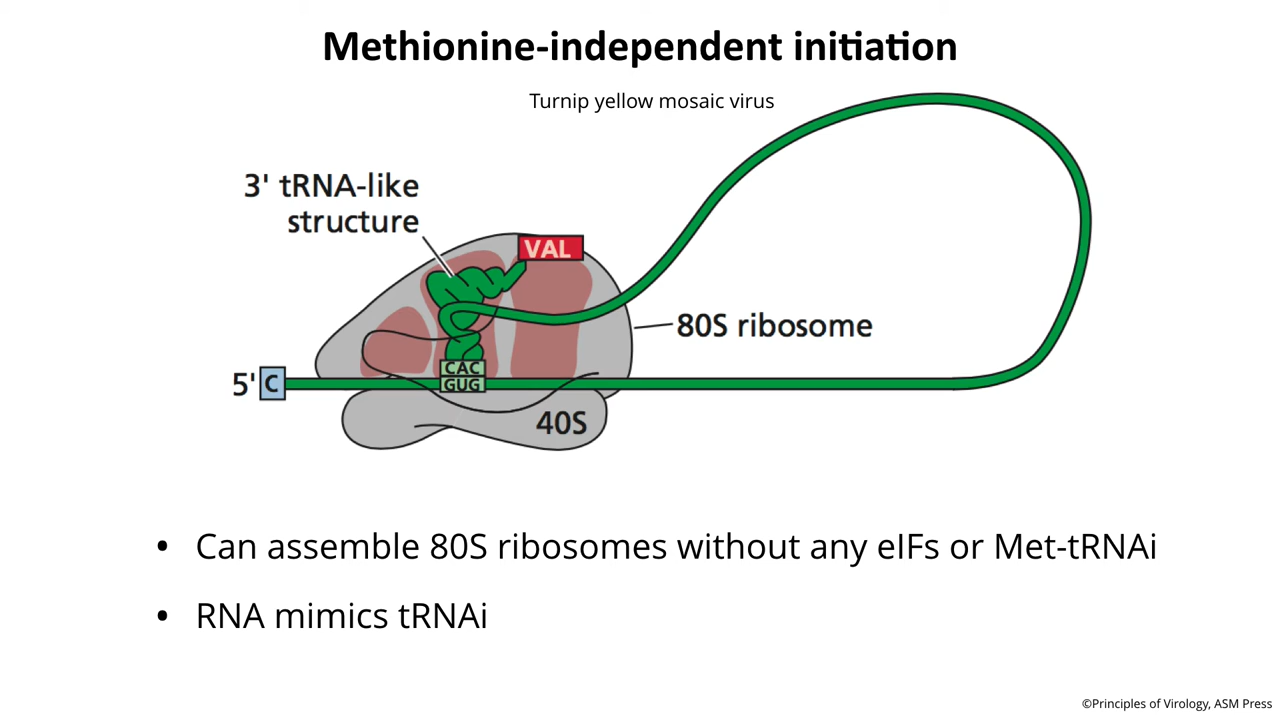 Methionine-independent initiation
Turnip yellow mosaic virus
3' tRNA-like
structure
VAL
80S ribosome
CAC
5' C
GUG
40S
• Can assemble 80S ribosomes without any eIFs or Met-tRNAi
• RNA mimics tRNAi
©Principles of Virology, ASM Press